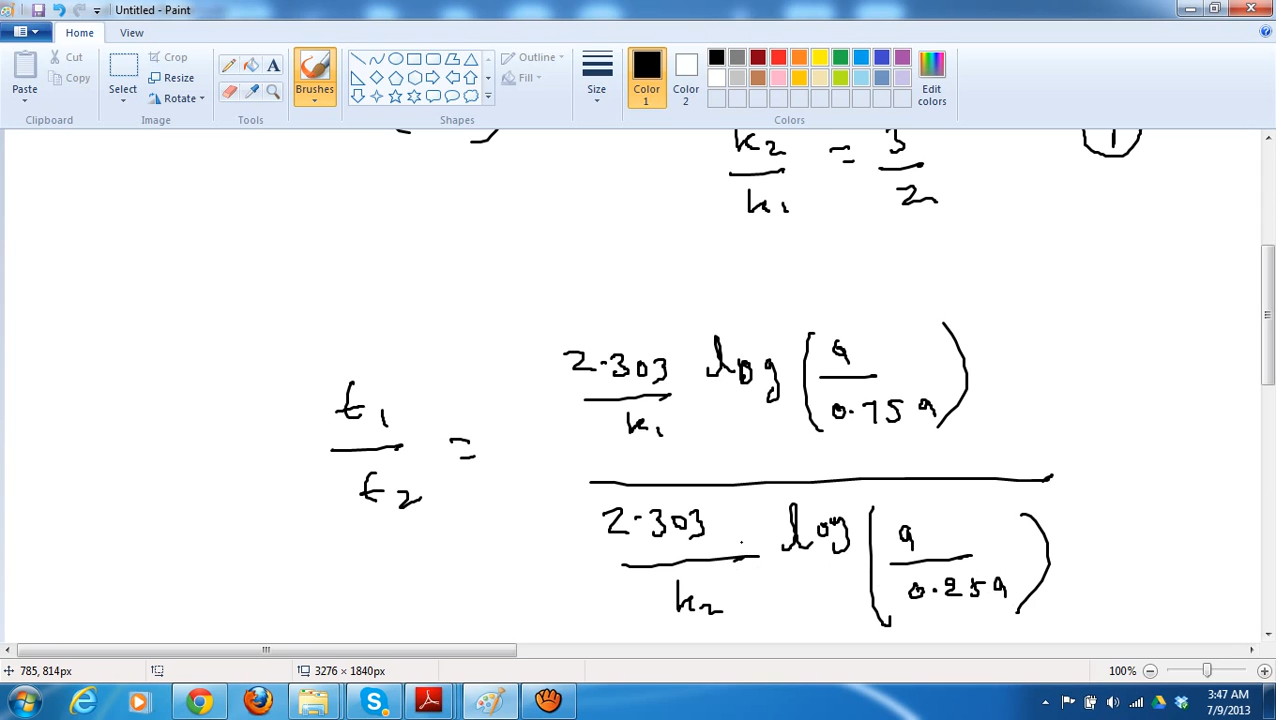 Untitled - Paint
Home View
Paste
Cut
Copy
Clipboard
Select
Crop
Resize
Rotate
Image
A
Tools
Brushes
Outline
Fill
Shapes
Size
Color 1
Color 2
Edit colors
Colors
k2 / k1 = 3 / 2
1
t1 / t2 =
2.303 / k1 log ( a / 0.75 a )
2.303 / k2 log ( a / 0.25 a )
785, 814px
3276 × 1840px
100%
3:47 AM
7/9/2013